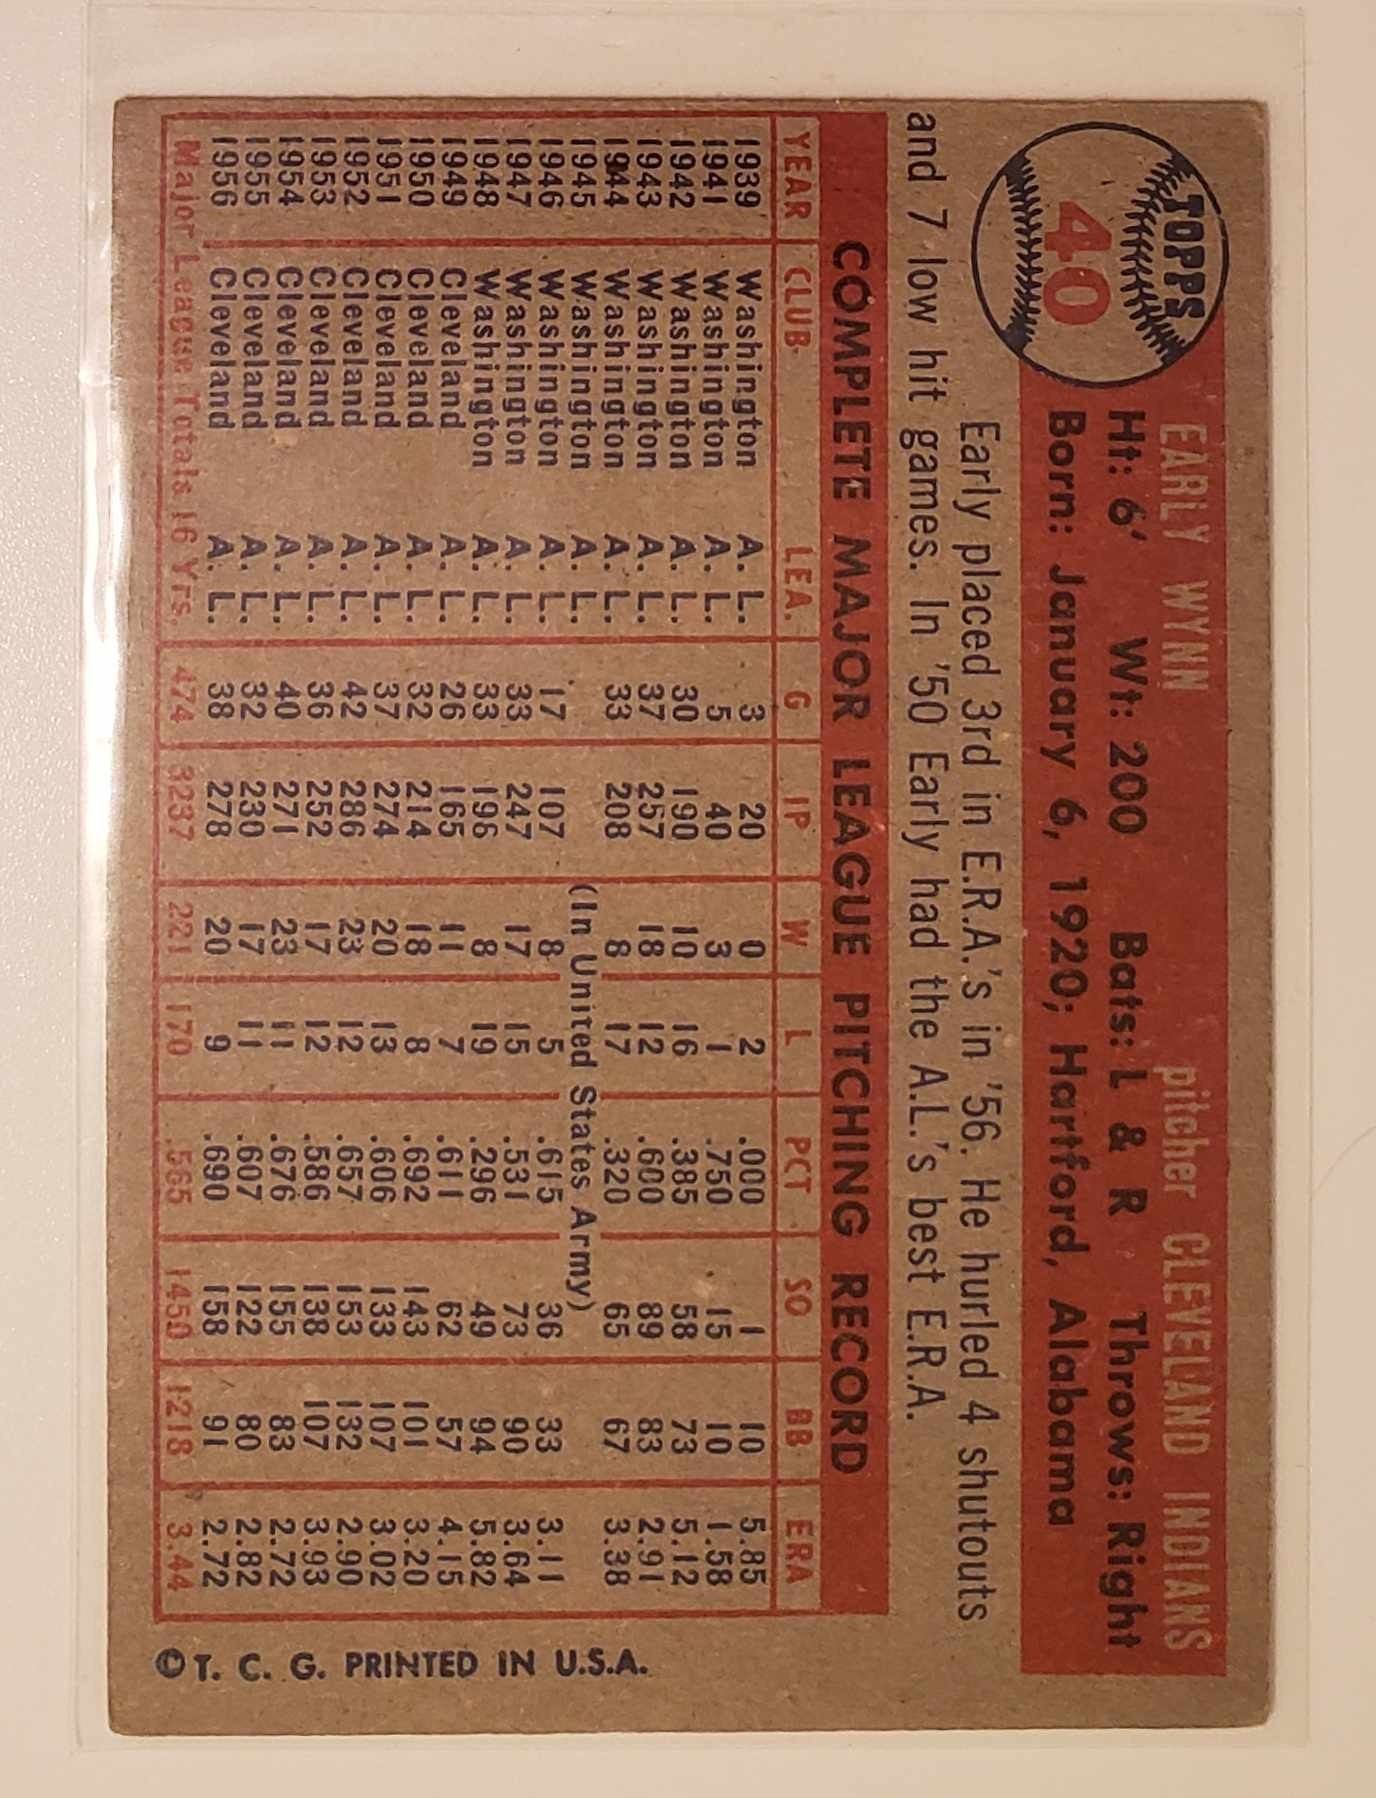 TOPPS
40
EARLY WYNN pitcher CLEVELAND INDIANS
Ht: 6' Wt: 200 Bats: L & R Throws: Right
Born: January 6, 1920; Hartford, Alabama
Early placed 3rd in E.R.A.'s in '56. He hurled 4 shutouts
and 7 low hit games. In '50 Early had the A.L.'s best E.R.A.
COMPLETE MAJOR LEAGUE PITCHING RECORD
YEAR CLUB LEA. G IP W L PCT SO BB ERA
1939 Washington A. L. 3 20 0 2 .000 1 10 5.85
1941 Washington A. L. 5 40 3 1 .750 15 10 1.58
1942 Washington A. L. 30 190 10 16 .385 58 73 5.12
1943 Washington A. L. 37 257 18 12 .600 89 83 2.91
1944 Washington A. L. 33 208 8 17 .320 65 67 3.38
1945 Washington A. L. (In United States Army)
1946 Washington A. L. 17 107 8 5 .615 36 33 3.11
1947 Washington A. L. 33 247 17 15 .531 73 90 3.64
1948 Washington A. L. 33 196 8 19 .296 49 94 5.82
1949 Cleveland A. L. 26 165 11 7 .611 62 57 4.15
1950 Cleveland A. L. 32 214 18 8 .692 143 101 3.20
1951 Cleveland A. L. 37 274 20 13 .606 133 107 3.02
1952 Cleveland A. L. 42 286 23 12 .657 153 132 2.90
1953 Cleveland A. L. 36 252 17 12 .586 138 107 3.93
1954 Cleveland A. L. 40 271 23 11 .676 155 83 2.72
1955 Cleveland A. L. 32 230 17 11 .607 122 80 2.82
1956 Cleveland A. L. 38 278 20 9 .690 158 91 2.72
Major League Totals 16 Yrs. 474 3237 221 170 .565 1450 1218 3.44
© T. C. G. PRINTED IN U.S.A.